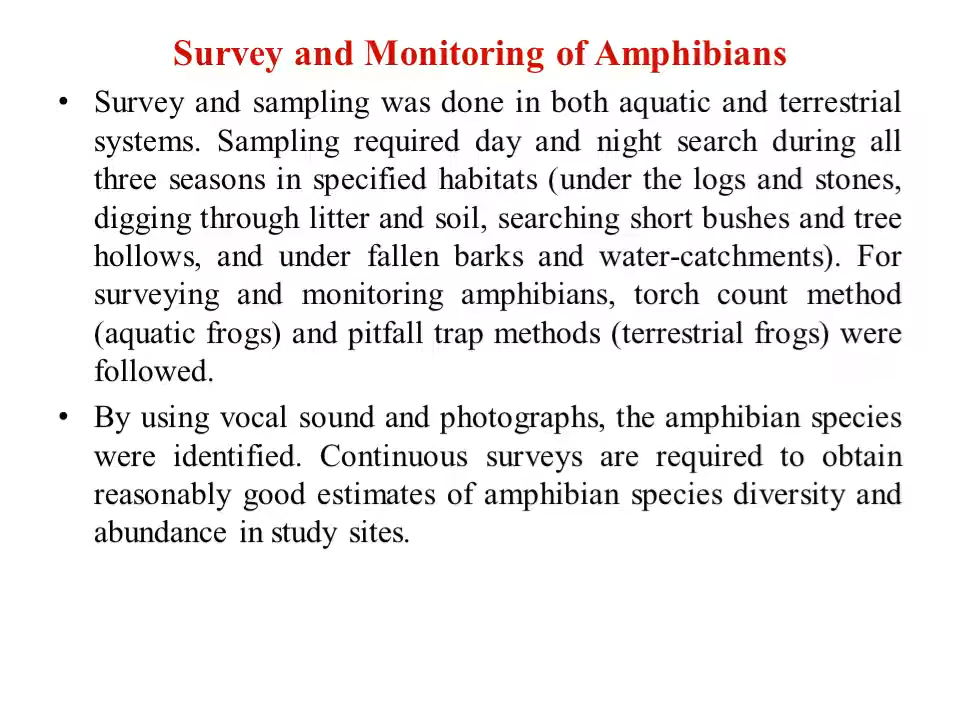 Survey and Monitoring of Amphibians
• Survey and sampling was done in both aquatic and terrestrial
systems. Sampling required day and night search during all
three seasons in specified habitats (under the logs and stones,
digging through litter and soil, searching short bushes and tree
hollows, and under fallen barks and water-catchments). For
surveying and monitoring amphibians, torch count method
(aquatic frogs) and pitfall trap methods (terrestrial frogs) were
followed.
• By using vocal sound and photographs, the amphibian species
were identified. Continuous surveys are required to obtain
reasonably good estimates of amphibian species diversity and
abundance in study sites.